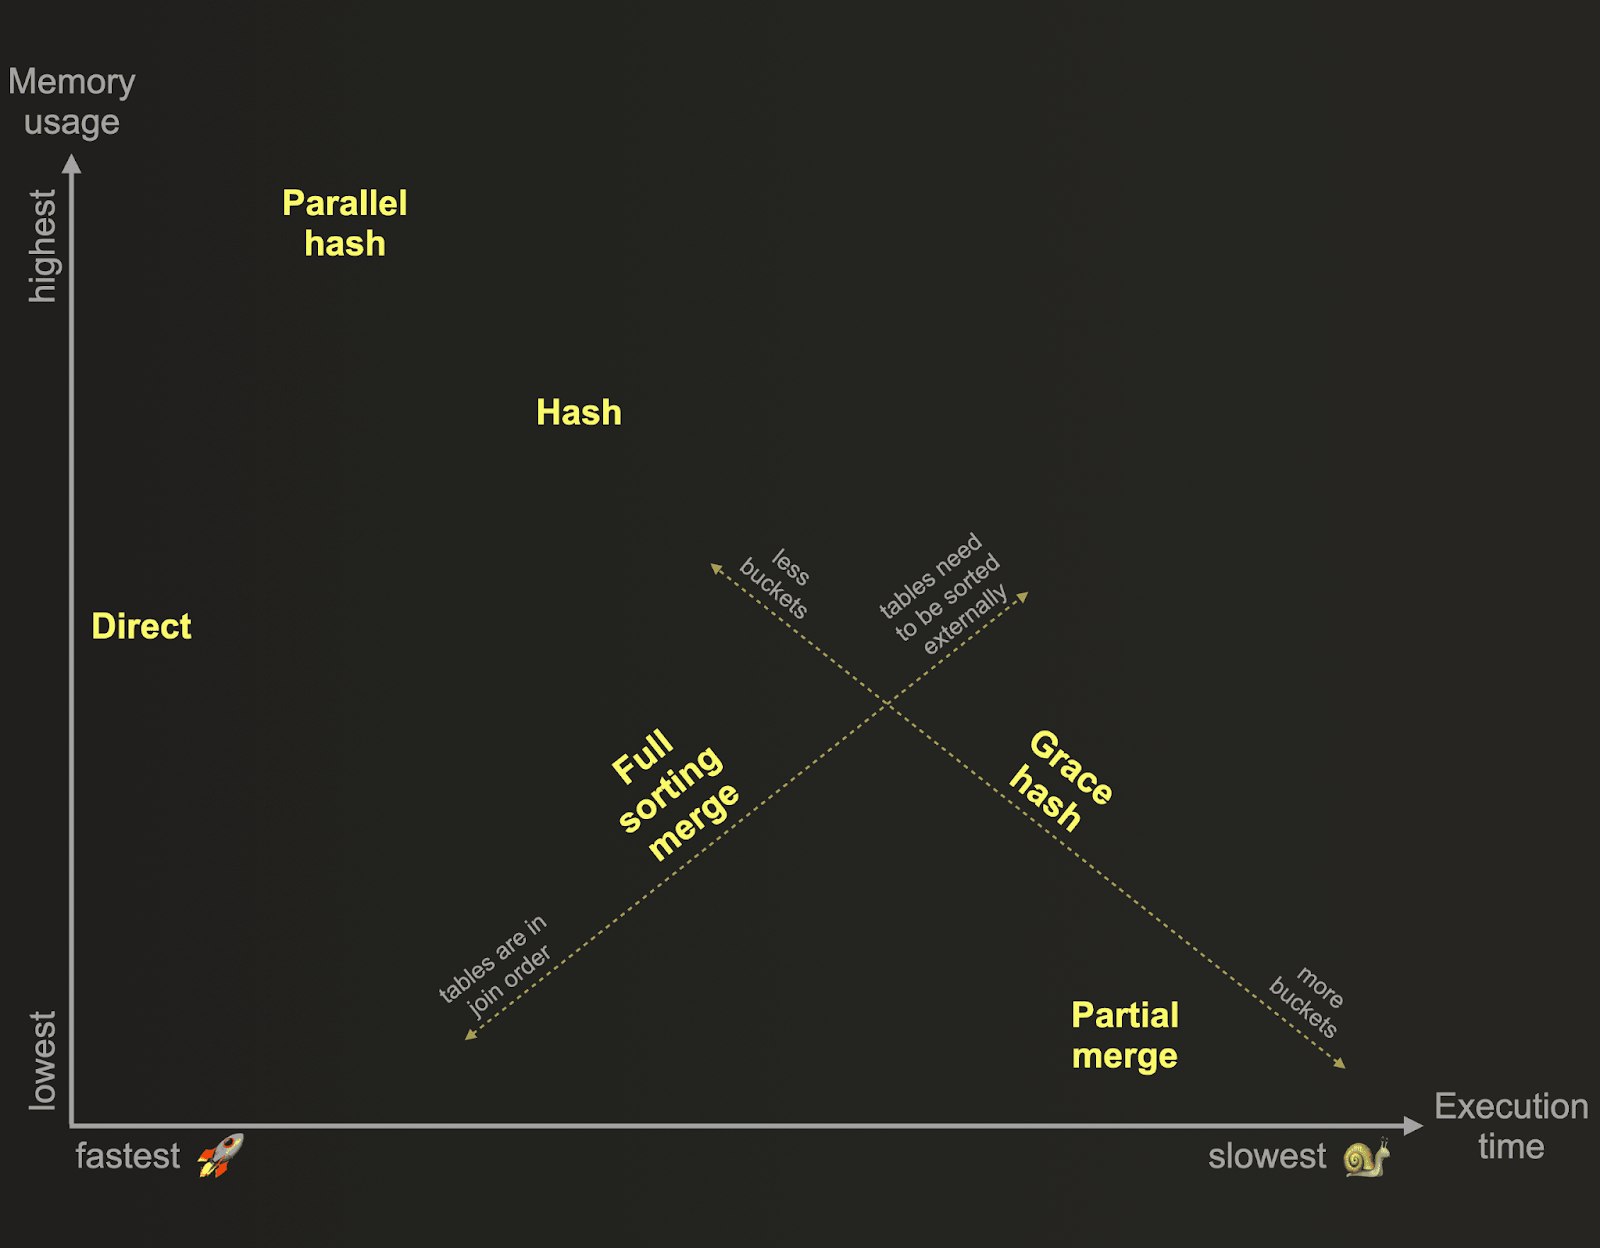 Memory
usage
highest
Parallel
hash
Hash
less
buckets
tables need
to be sorted
externally
Direct
Full
sorting
merge
Grace
hash
tables are in
join order
more
buckets
Partial
merge
lowest
Execution
time
fastest
slowest